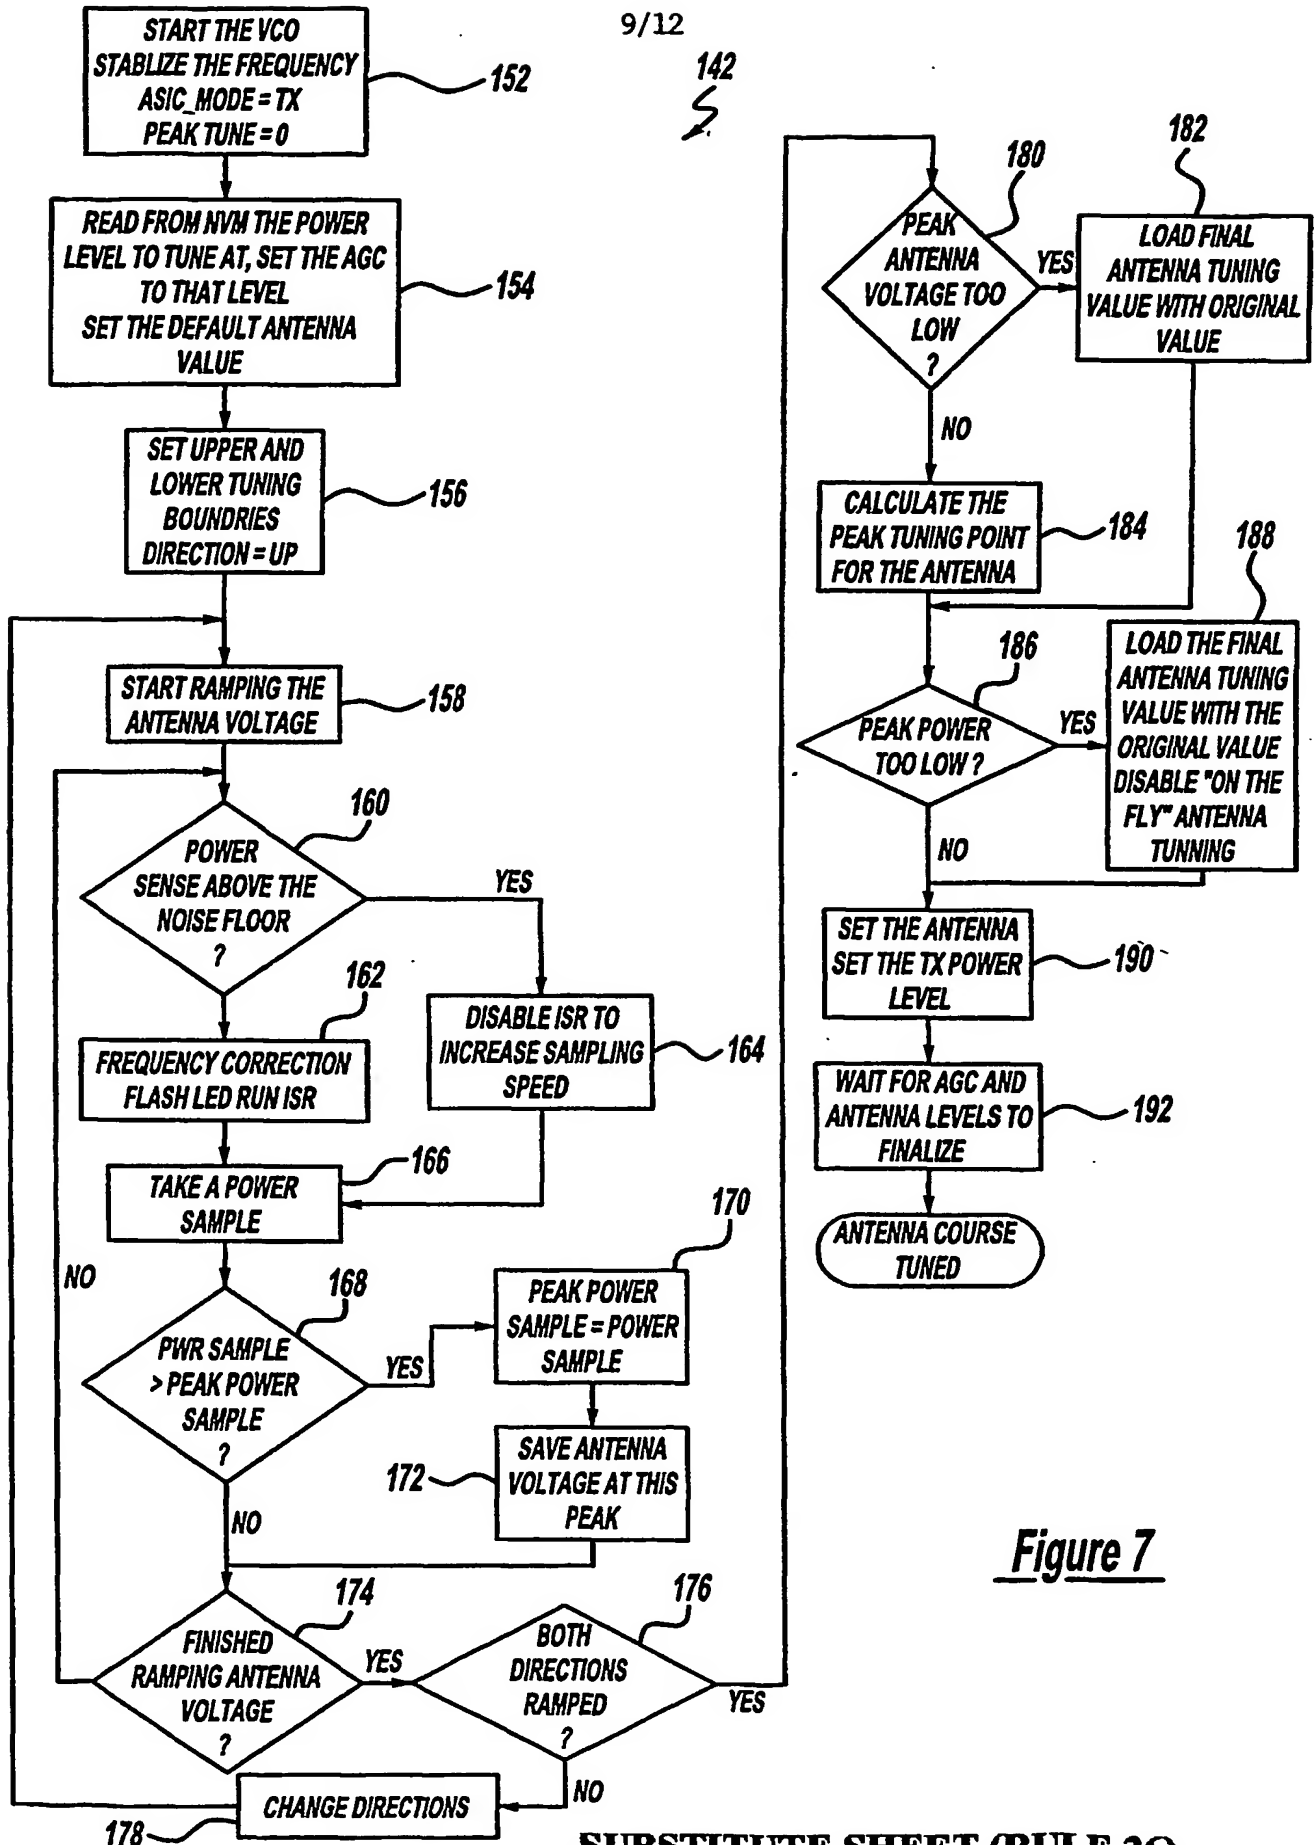 9/12
142
START THE VCO
STABLIZE THE FREQUENCY
ASIC_MODE = TX
PEAK TUNE = 0
152
READ FROM NVM THE POWER
LEVEL TO TUNE AT, SET THE AGC
TO THAT LEVEL
SET THE DEFAULT ANTENNA
VALUE
154
SET UPPER AND
LOWER TUNING
BOUNDRIES
DIRECTION = UP
156
START RAMPING THE
ANTENNA VOLTAGE
158
POWER
SENSE ABOVE THE
NOISE FLOOR
?
160
YES
162
FREQUENCY CORRECTION
FLASH LED RUN ISR
DISABLE ISR TO
INCREASE SAMPLING
SPEED
164
TAKE A POWER
SAMPLE
166
NO
PWR SAMPLE
> PEAK POWER
SAMPLE
?
168
YES
170
PEAK POWER
SAMPLE = POWER
SAMPLE
172
SAVE ANTENNA
VOLTAGE AT THIS
PEAK
NO
FINISHED
RAMPING ANTENNA
VOLTAGE
?
174
YES
BOTH
DIRECTIONS
RAMPED
?
176
YES
NO
CHANGE DIRECTIONS
178
PEAK
ANTENNA
VOLTAGE TOO
LOW
?
180
YES
182
LOAD FINAL
ANTENNA TUNING
VALUE WITH ORIGINAL
VALUE
NO
CALCULATE THE
PEAK TUNING POINT
FOR THE ANTENNA
184
PEAK POWER
TOO LOW ?
186
YES
188
LOAD THE FINAL
ANTENNA TUNING
VALUE WITH THE
ORIGINAL VALUE
DISABLE "ON THE
FLY" ANTENNA
TUNNING
NO
SET THE ANTENNA
SET THE TX POWER
LEVEL
190
WAIT FOR AGC AND
ANTENNA LEVELS TO
FINALIZE
192
ANTENNA COURSE
TUNED
Figure 7
SUBSTITUTE SHEET (RULE 26)